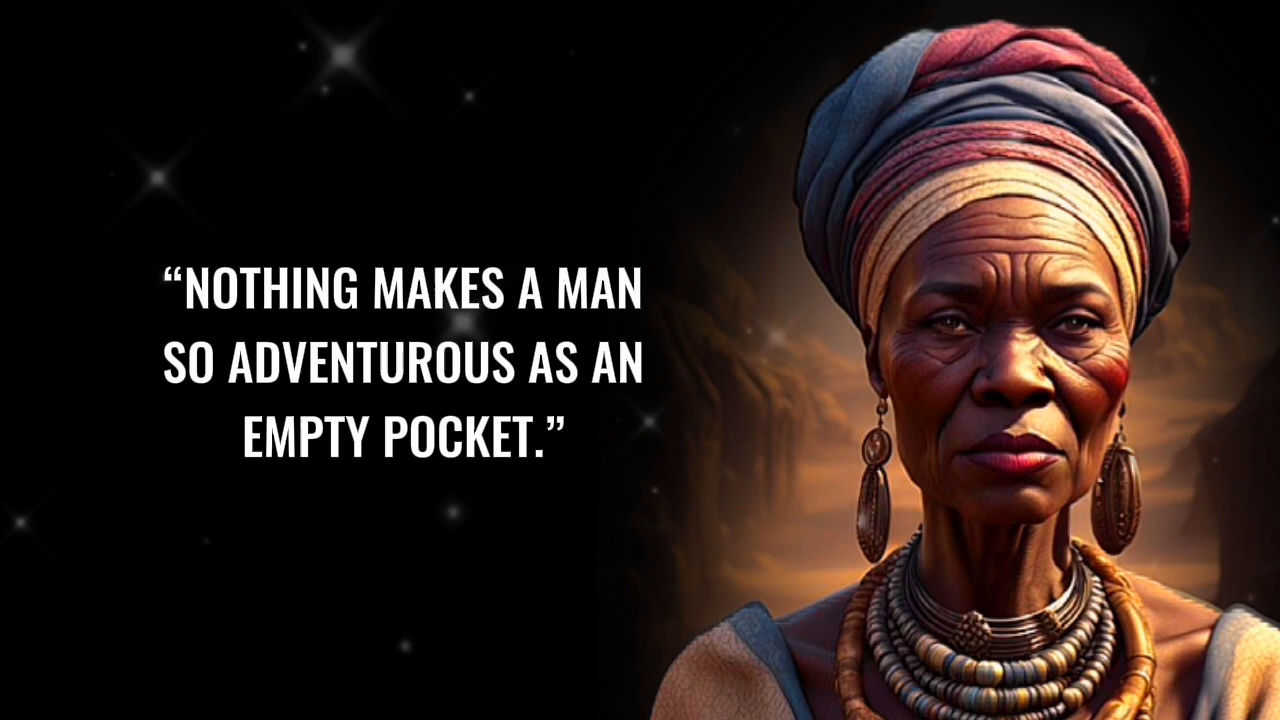 “NOTHING MAKES A MAN
SO ADVENTUROUS AS AN
EMPTY POCKET.”